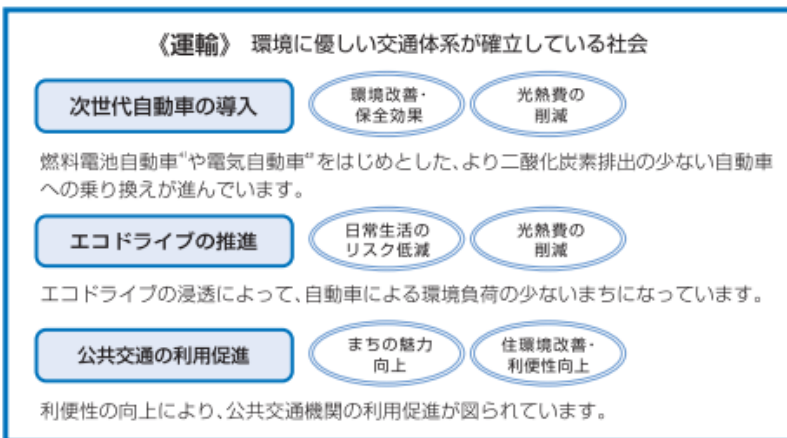 《運輸》 環境に優しい交通体系が確立している社会
次世代自動車の導入
環境改善・
保全効果
光熱費の
削減
燃料電池自動車や電気自動車をはじめとした、より二酸化炭素排出の少ない自動車
への乗り換えが進んでいます。
エコドライブの推進
日常生活の
リスク低減
光熱費の
削減
エコドライブの浸透によって、自動車による環境負荷の少ないまちになっています。
公共交通の利用促進
まちの魅力
向上
住環境改善・
利便性向上
利便性の向上により、公共交通機関の利用促進が図られています。